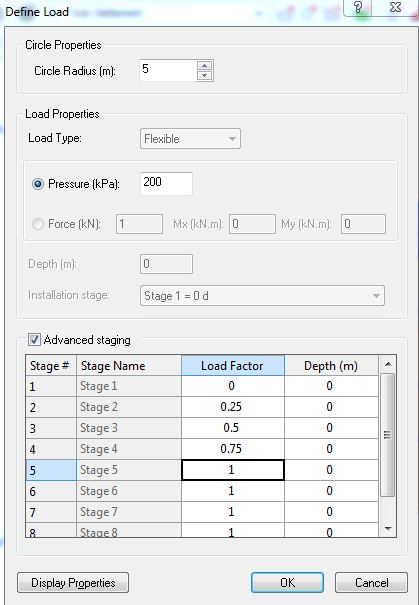 Define Load
Circle Properties
Circle Radius (m): 5
Load Properties
Load Type: Flexible
Pressure (kPa): 200
Force (kN): 1 Mx (kN.m): 0 My (kN.m): 0
Depth (m): 0
Installation stage: Stage 1 = 0 d
Advanced staging
Stage # Stage Name Load Factor Depth (m)
1 Stage 1 0 0
2 Stage 2 0.25 0
3 Stage 3 0.5 0
4 Stage 4 0.75 0
5 Stage 5 1 0
6 Stage 6 1 0
7 Stage 7 1 0
8 Stage 8 1 0
Display Properties OK Cancel